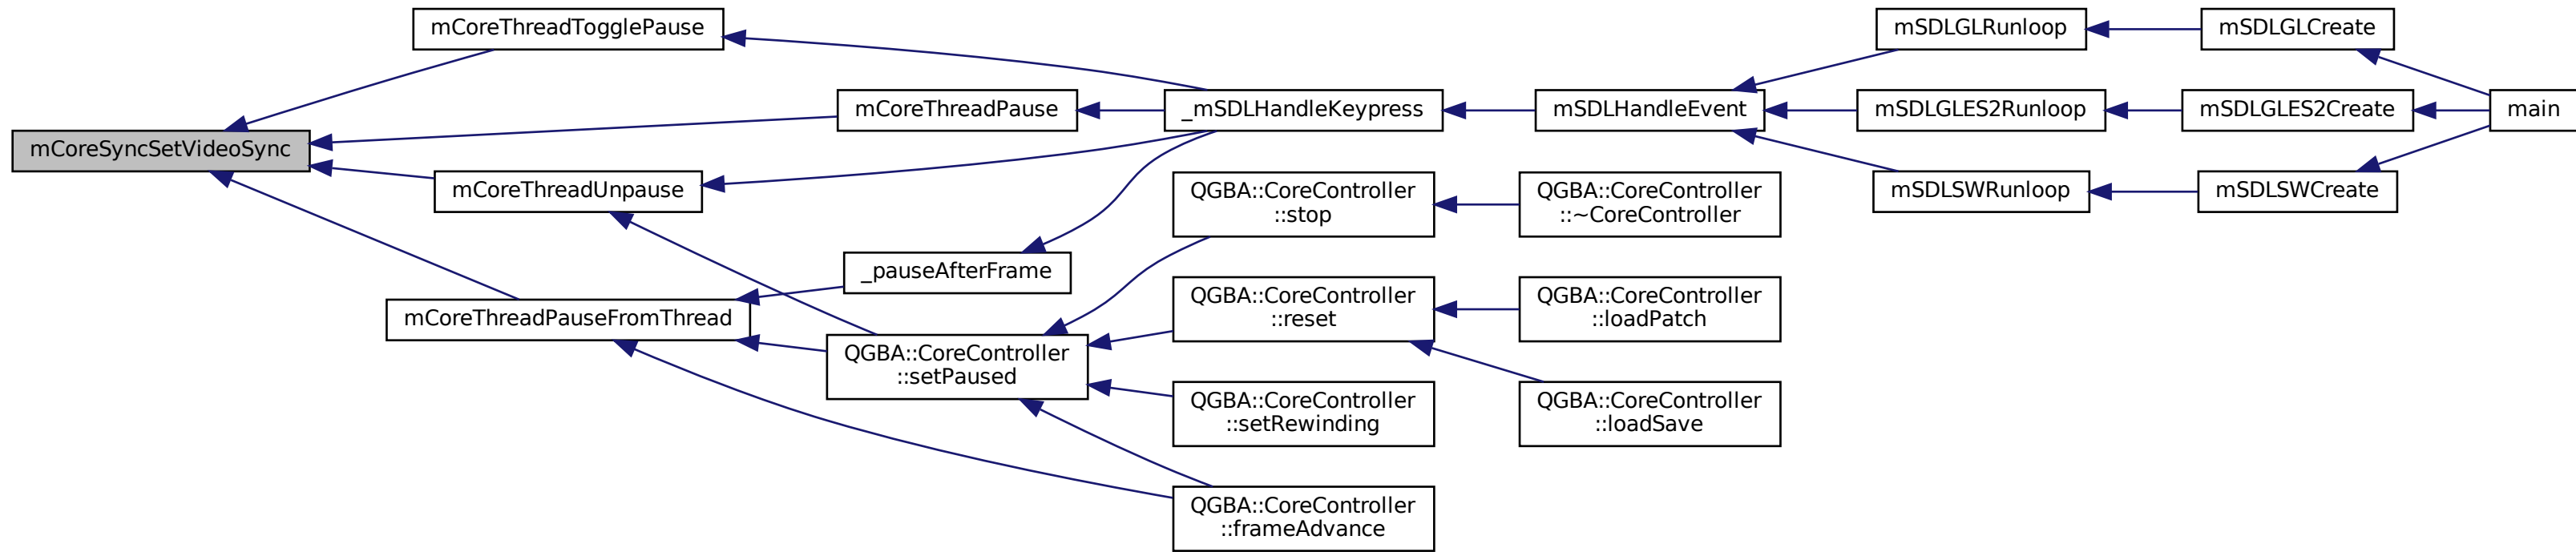 mCoreSyncSetVideoSync
mCoreThreadTogglePause
mCoreThreadPause
mCoreThreadUnpause
mCoreThreadPauseFromThread
_mSDLHandleKeypress
_pauseAfterFrame
QGBA::CoreController
::setPaused
mSDLHandleEvent
mSDLGLRunloop
mSDLGLCreate
mSDLGLES2Runloop
mSDLGLES2Create
main
mSDLSWRunloop
mSDLSWCreate
QGBA::CoreController
::stop
QGBA::CoreController
::~CoreController
QGBA::CoreController
::reset
QGBA::CoreController
::loadPatch
QGBA::CoreController
::setRewinding
QGBA::CoreController
::loadSave
QGBA::CoreController
::frameAdvance